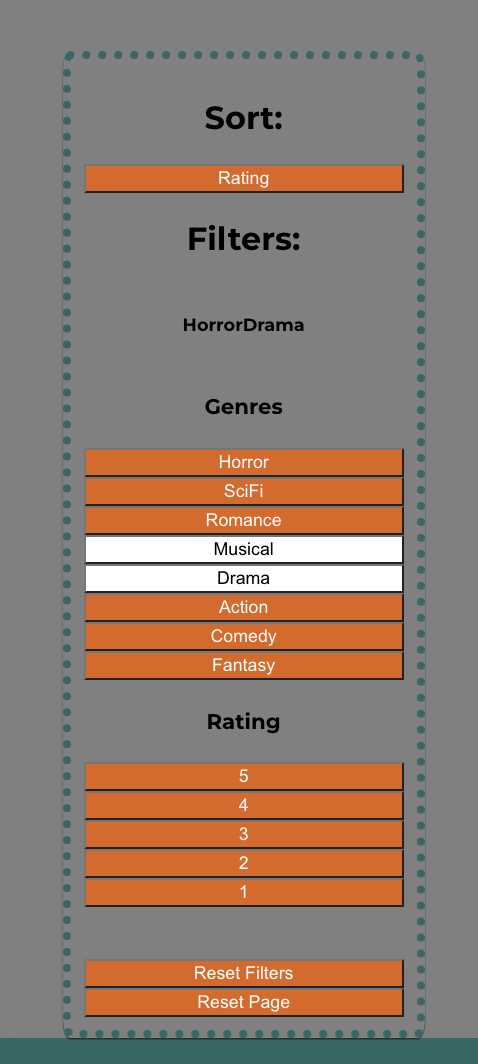 Sort:
Rating
Filters:
HorrorDrama
Genres
Horror
SciFi
Romance
Musical
Drama
Action
Comedy
Fantasy
Rating
5
4
3
2
1
Reset Filters
Reset Page